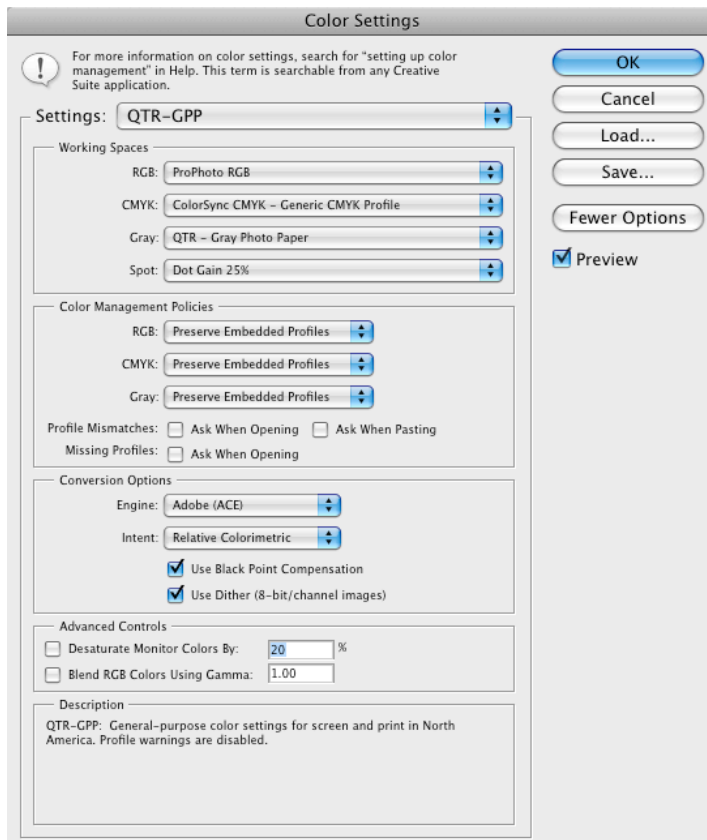 Color Settings
For more information on color settings, search for “setting up color
management” in Help. This term is searchable from any Creative
Suite application.
OK
Cancel
Load...
Save...
Fewer Options
Preview
Settings: QTR-GPP
Working Spaces
RGB: ProPhoto RGB
CMYK: ColorSync CMYK - Generic CMYK Profile
Gray: QTR - Gray Photo Paper
Spot: Dot Gain 25%
Color Management Policies
RGB: Preserve Embedded Profiles
CMYK: Preserve Embedded Profiles
Gray: Preserve Embedded Profiles
Profile Mismatches: Ask When Opening Ask When Pasting
Missing Profiles: Ask When Opening
Conversion Options
Engine: Adobe (ACE)
Intent: Relative Colorimetric
Use Black Point Compensation
Use Dither (8-bit/channel images)
Advanced Controls
Desaturate Monitor Colors By: 20 %
Blend RGB Colors Using Gamma: 1.00
Description
QTR-GPP: General-purpose color settings for screen and print in North
America. Profile warnings are disabled.